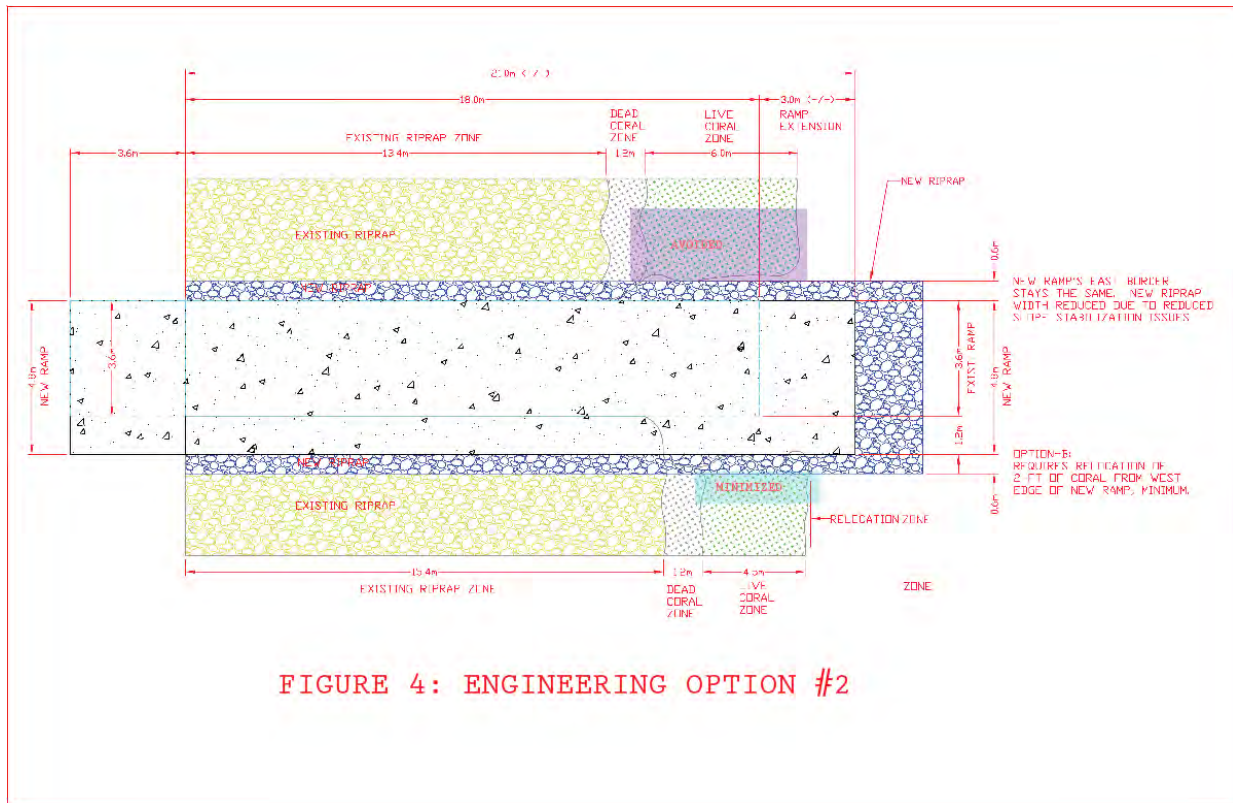 21.0m (-/-)
18.0m
3.0m (-/-)
DEAD
CORAL
ZONE
LIVE
CORAL
ZONE
RAMP
EXTENSION
EXISTING RIPRAP ZONE
3.6m
13.4m
1.2m
6.0m
NEW RIPRAP
EXISTING RIPRAP
AVOIDED
0.6m
NEW RIPRAP
NEW RAMP'S EAST BORDER
STAYS THE SAME. NEW RIPRAP
WIDTH REDUCED DUE TO REDUCED
SLOPE STABILIZATION ISSUES
4.8m
NEW RAMP
3.6m
3.6m
EXIST. RAMP
4.8m
NEW RAMP
1.2m
NEW RIPRAP
OPTION-B:
REQUIRES RELOCATION OF
2-FT OF CORAL FROM WEST
EDGE OF NEW RAMP, MINIMUM.
MINIMIZED
EXISTING RIPRAP
0.6m
RELOCATION ZONE
15.4m
1.2m
4.5m
EXISTING RIPRAP ZONE
DEAD
CORAL
ZONE
LIVE
CORAL
ZONE
ZONE
FIGURE 4: ENGINEERING OPTION #2